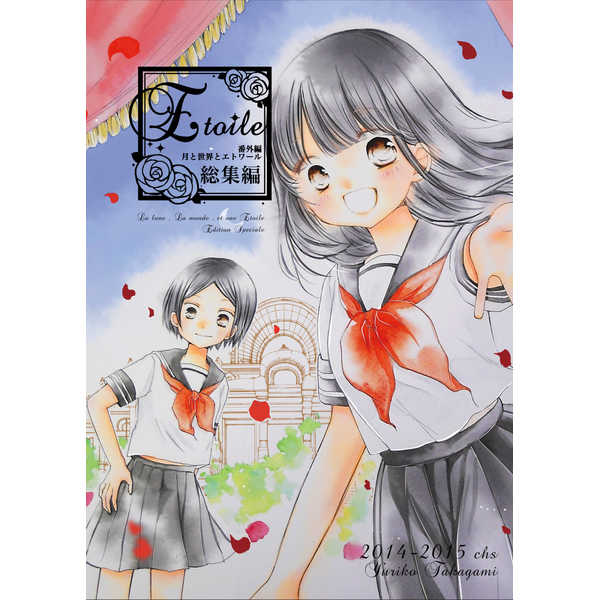 Etoile
番外編
月と世界とエトワール
総集編
La lune . La monde . et une Etoile
Edition Speciale
2014-2015 chs
Yuriko Takagami